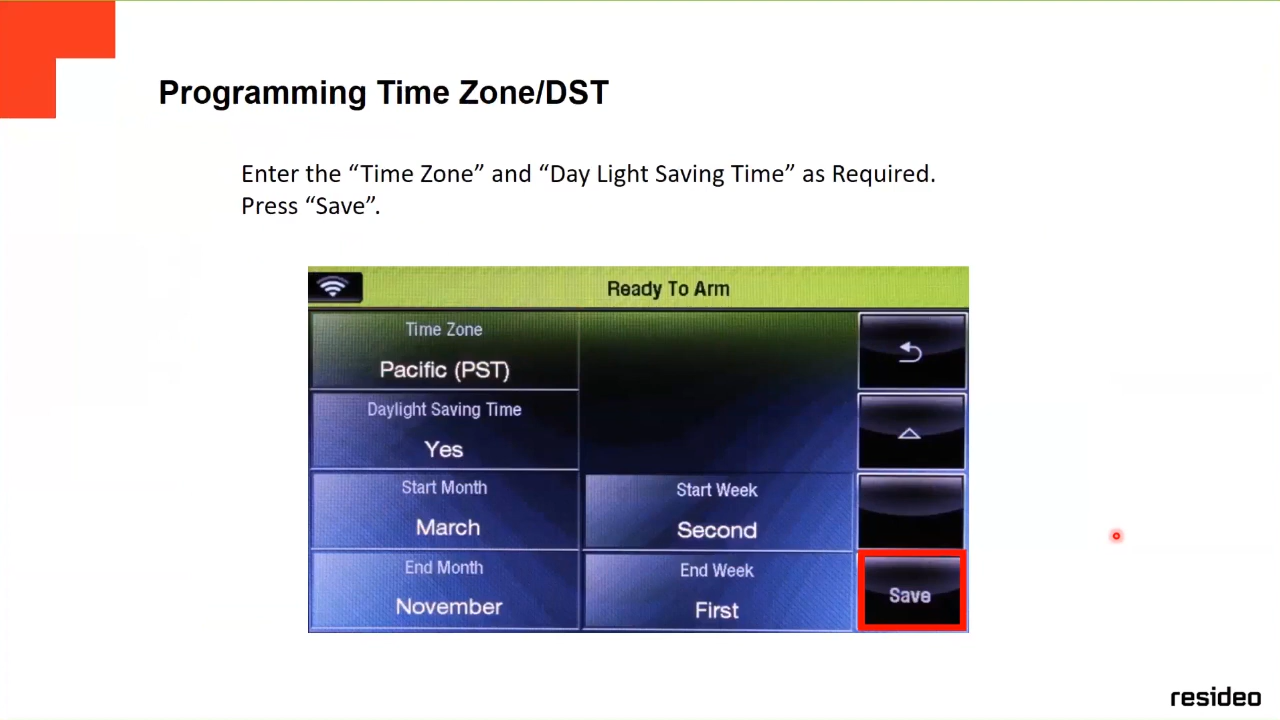 Programming Time Zone/DST
Enter the “Time Zone” and “Day Light Saving Time” as Required.
Press “Save”.
Ready To Arm
Time Zone
Pacific (PST)
Daylight Saving Time
Yes
Start Month
March
Start Week
Second
End Month
November
End Week
First
Save
resideo